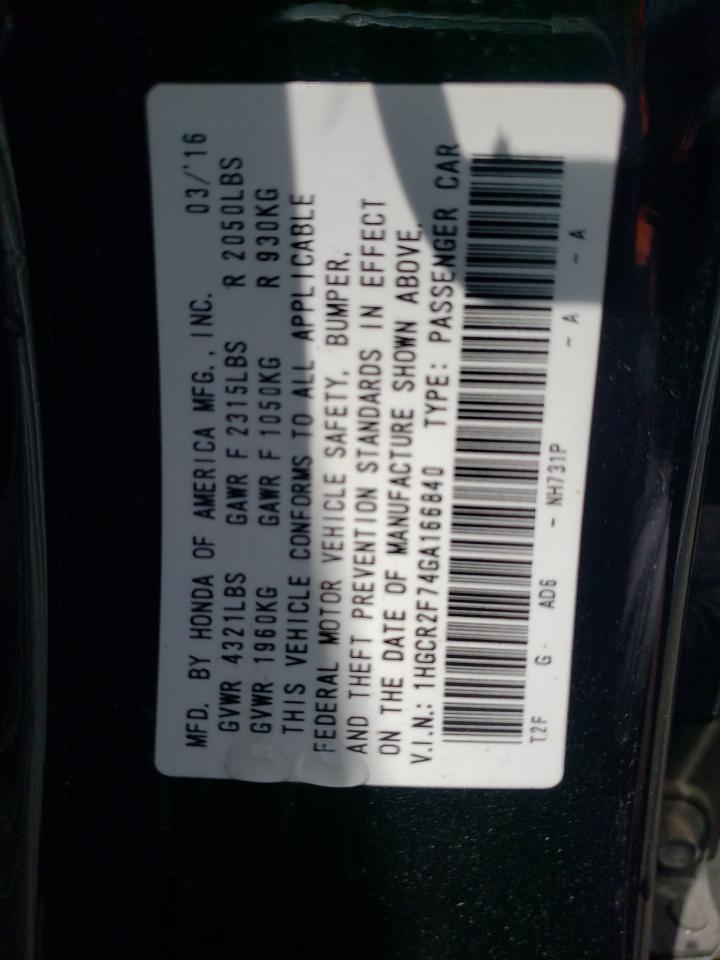 MFD. BY HONDA OF AMERICA MFG., INC. 03/'16
GVWR 4321LBS GAWR F 2315LBS R 2050LBS
GVWR 1960KG GAWR F 1050KG R 930KG
THIS VEHICLE CONFORMS TO ALL APPLICABLE
FEDERAL MOTOR VEHICLE SAFETY, BUMPER,
AND THEFT PREVENTION STANDARDS IN EFFECT
ON THE DATE OF MANUFACTURE SHOWN ABOVE.
V.I.N.: 1HGCR2F74GA166840 TYPE: PASSENGER CAR
T2F G AD6 - NH731P - A - A